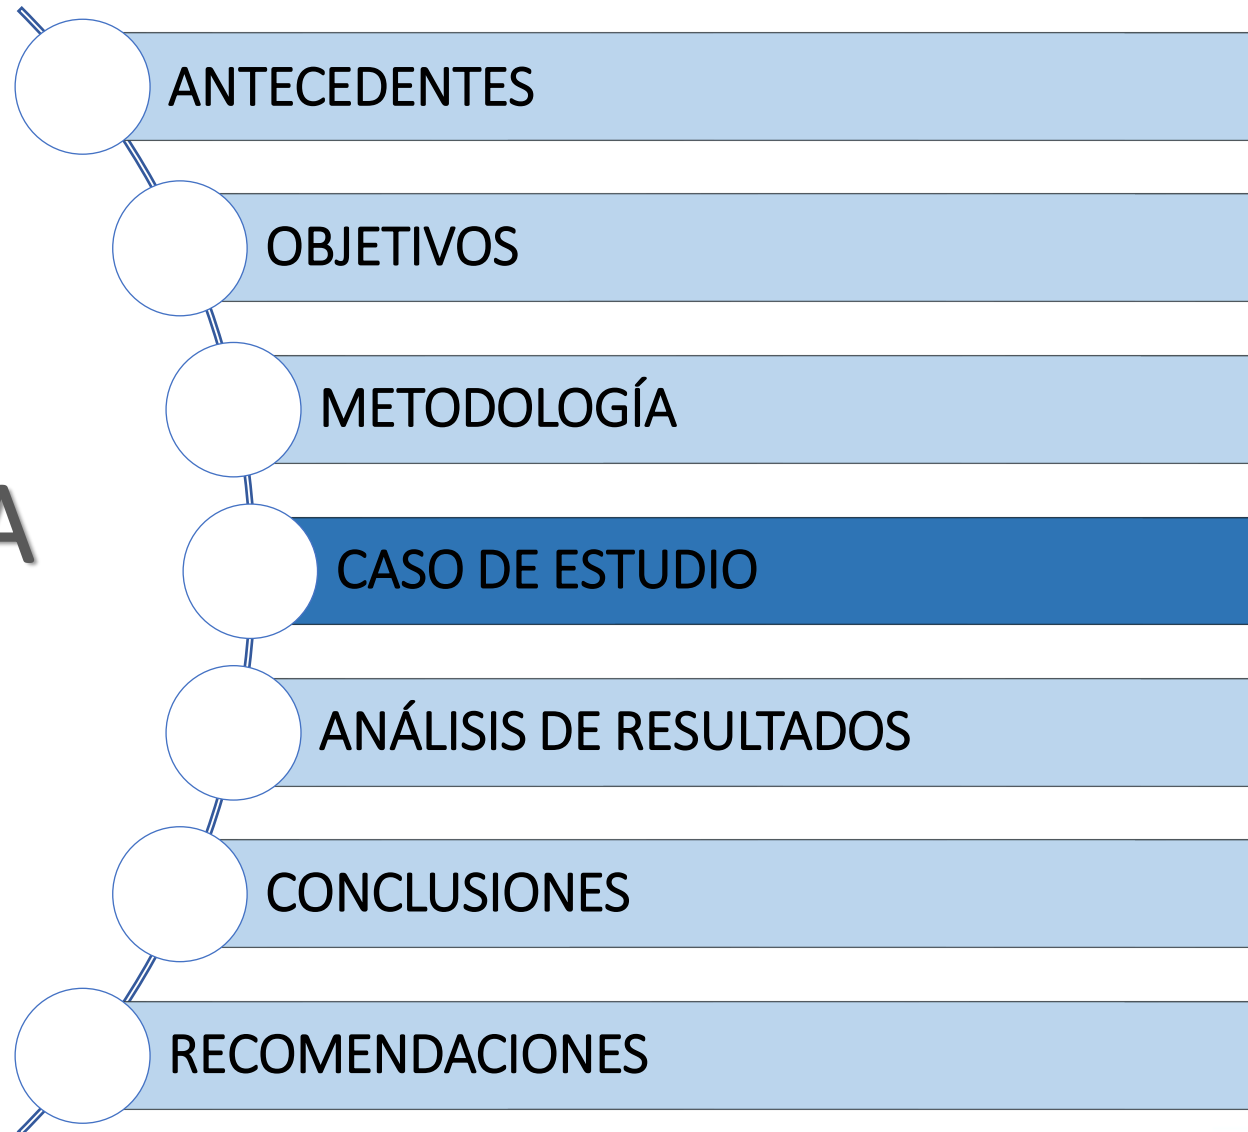 ANTECEDENTES
OBJETIVOS
METODOLOGÍA
A
CASO DE ESTUDIO
ANÁLISIS DE RESULTADOS
CONCLUSIONES
RECOMENDACIONES